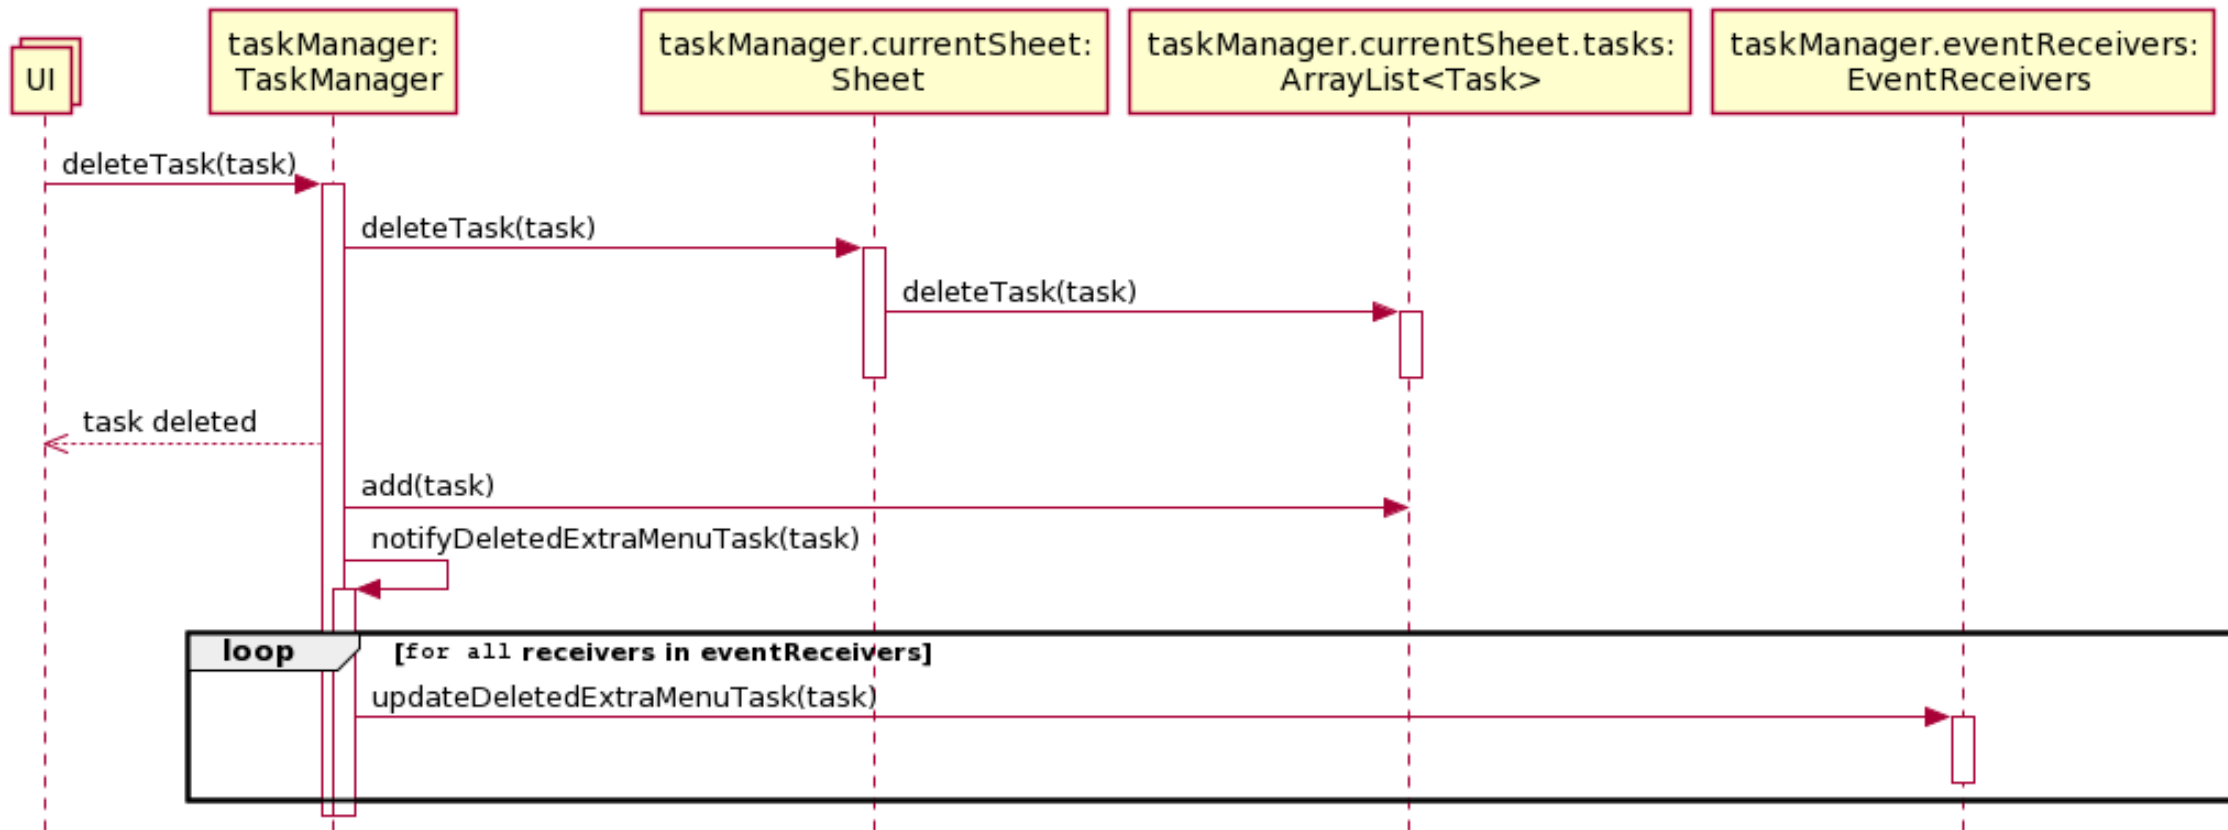 UI
taskManager:
TaskManager
taskManager.currentSheet:
Sheet
taskManager.currentSheet.tasks:
ArrayList<Task>
taskManager.eventReceivers:
EventReceivers
deleteTask(task)
deleteTask(task)
deleteTask(task)
task deleted
add(task)
notifyDeletedExtraMenuTask(task)
loop [for all receivers in eventReceivers]
updateDeletedExtraMenuTask(task)